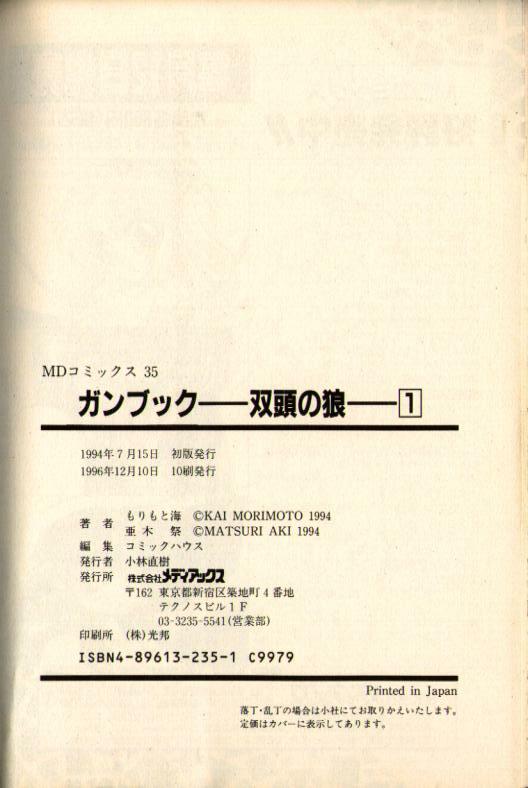 MDコミックス 35
ガンブック――双頭の狼――1
1994年7月15日 初版発行
1996年12月10日 10刷発行
著者 もりもと海 ©KAI MORIMOTO 1994
亜木 祭 ©MATSURI AKI 1994
編集 コミックハウス
発行者 小林直樹
発行所 株式会社メディアックス
〒162 東京都新宿区築地町4番地
テクノスビル1F
03-3235-5541(営業部)
印刷所 (株)光邦
ISBN4-89613-235-1 C9979
Printed in Japan
落丁・乱丁の場合は小社にてお取りかえいたします。
定価はカバーに表示してあります。